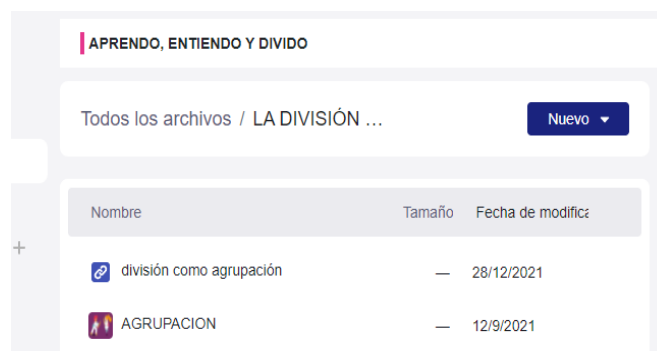 APRENDO, ENTIENDO Y DIVIDO
Todos los archivos / LA DIVISIÓN ...
Nuevo
Nombre Tamaño Fecha de modifica
división como agrupación — 28/12/2021
AGRUPACION — 12/9/2021